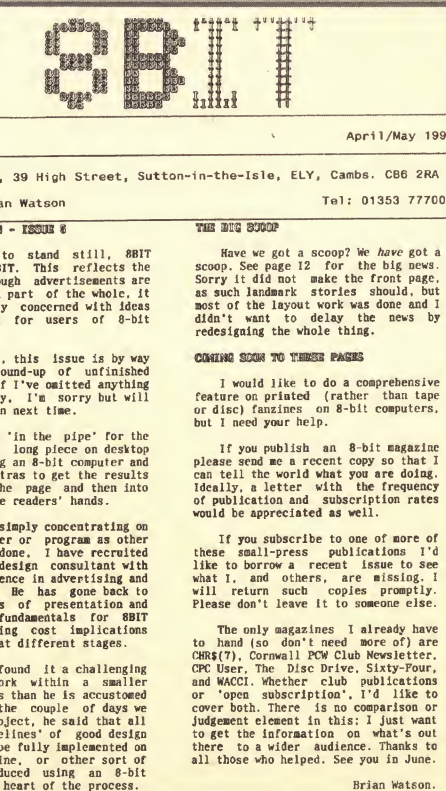 8BIT
April/May 199
, 39 High Street, Sutton-in-the-Isle, ELY, Cambs. CB6 2RA
an Watson
Tel: 01353 77700
- ISSUE 6
to stand still, 8BIT
BIT. This reflects the
ough advertisements are
part of the whole, it
y concerned with ideas
for users of 8-bit
, this issue is by way
ound-up of unfinished
f I've omitted anything
y, I'm sorry but will
n next time.
'in the pipe' for the
long piece on desktop
g an 8-bit computer and
tras to get the results
he page and then into
e readers' hands.
simply concentrating on
er or program as other
done, I have recruited
design consultant with
ence in advertising and
He has gone back to
s of presentation and
fundamentals for 8BIT
ing cost implications
at different stages.
found it a challenging
ork within a smaller
s than he is accustomed
the couple of days we
oject, he said that all
elines' of good design
be fully implemented on
ine, or other sort of
duced using an 8-bit
heart of the process.
THE BIG SCOOP
Have we got a scoop? We have got a
scoop. See page 12 for the big news.
Sorry it did not make the front page,
as such landmark stories should, but
most of the layout work was done and I
didn't want to delay the news by
redesigning the whole thing.
COMING SOON TO THESE PAGES
I would like to do a comprehensive
feature on printed (rather than tape
or disc) fanzines on 8-bit computers,
but I need your help.
If you publish an 8-bit magazine
please send me a recent copy so that I
can tell the world what you are doing.
Ideally, a letter with the frequency
of publication and subscription rates
would be appreciated as well.
If you subscribe to one of more of
these small-press publications I'd
like to borrow a recent issue to see
what I, and others, are missing. I
will return such copies promptly.
Please don't leave it to someone else.
The only magazines I already have
to hand (so don't need more of) are
CHR$(7), Cornwall PCW Club Newsletter,
CPC User, The Disc Drive, Sixty-Four,
and WACCI. Whether club publications
or 'open subscription', I'd like to
cover both. There is no comparison or
judgement element in this; I just want
to get the information on what's out
there to a wider audience. Thanks to
all those who helped. See you in June.
Brian Watson.